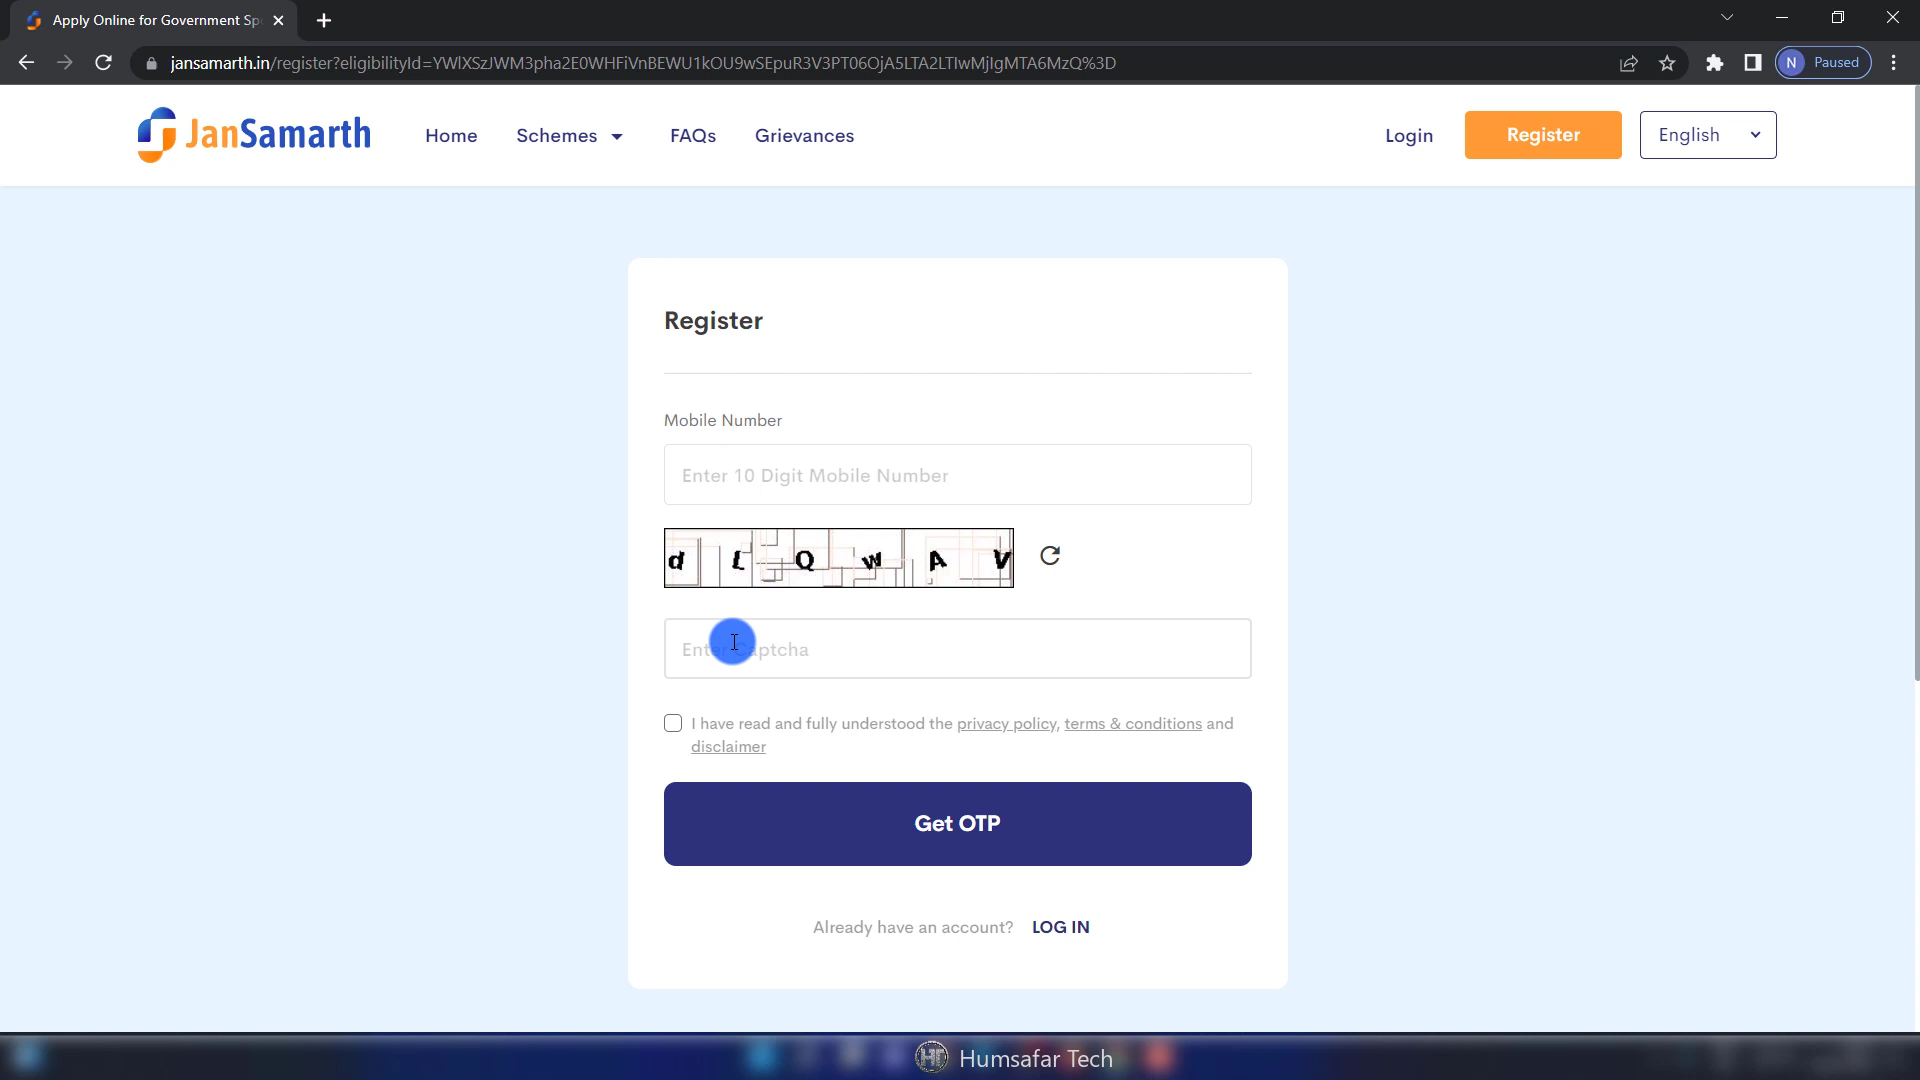 Apply Online for Government Sp
jansamarth.in/register?eligibilityId=YWlXSzJWM3pha2E0WHFiVnBEWU1kOU9wSEpuR3V3PT06OjA5LTA2LTIwMjIgMTA6MzQ%3D
N Paused
JanSamarth
Home
Schemes
FAQs
Grievances
Login
Register
English
Register
Mobile Number
Enter 10 Digit Mobile Number
d L Q w A V
Enter Captcha
I have read and fully understood the privacy policy, terms & conditions and
disclaimer
Get OTP
Already have an account? LOG IN
HT Humsafar Tech